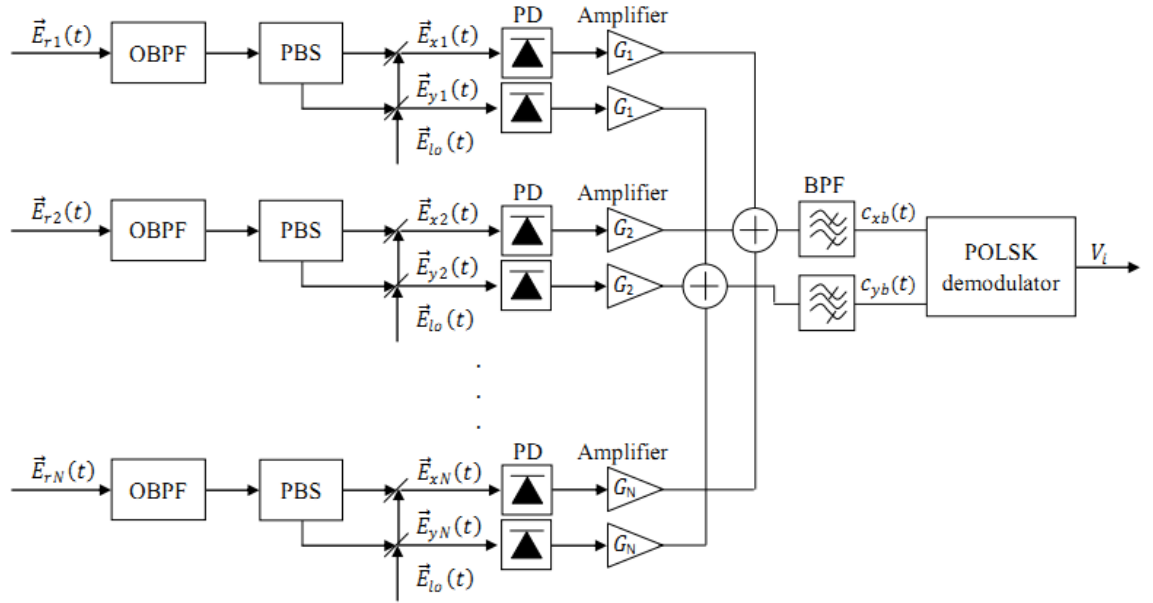 PD Amplifier
E⃗r1(t) OBPF PBS E⃗x1(t) G1
E⃗y1(t) G1
E⃗lo(t)
PD Amplifier BPF
E⃗r2(t) OBPF PBS E⃗x2(t) G2 cxb(t)
POLSK demodulator Vi
E⃗y2(t) G2 cyb(t)
E⃗lo(t)
.
.
.
PD Amplifier
E⃗rN(t) OBPF PBS E⃗xN(t) GN
E⃗yN(t) GN
E⃗lo(t)